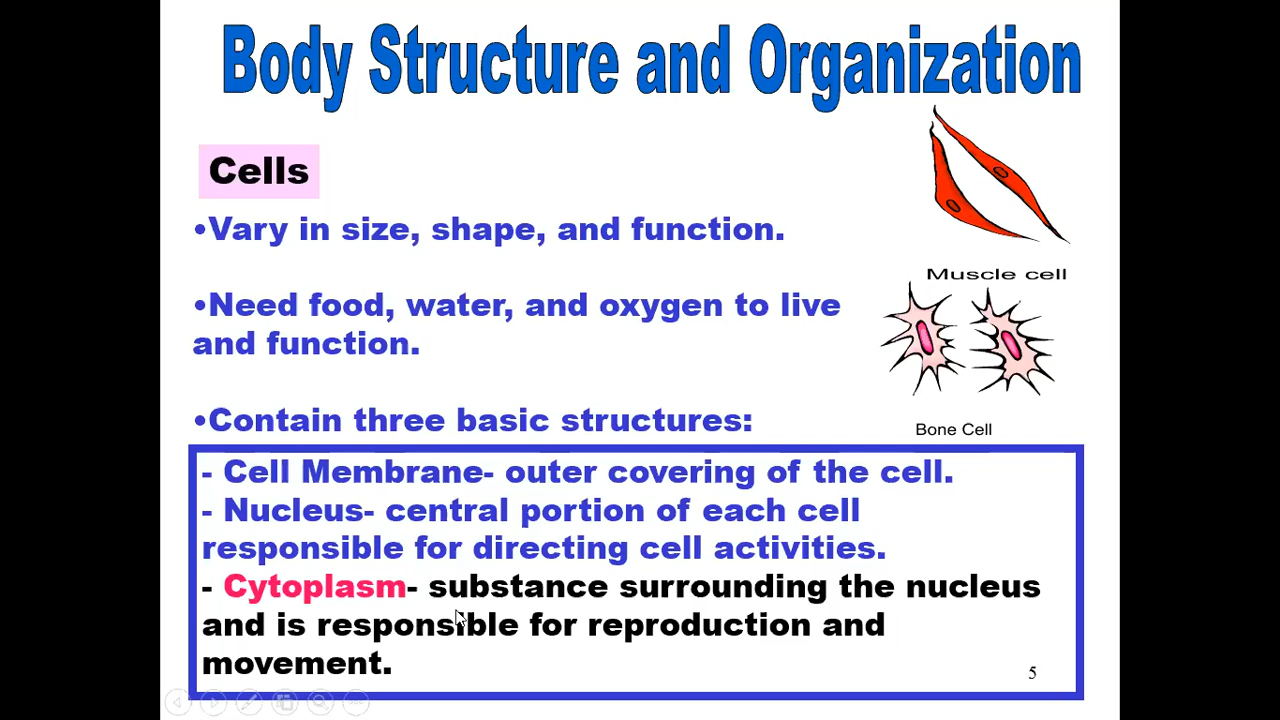 Body Structure and Organization
Cells
•Vary in size, shape, and function.
Muscle cell
•Need food, water, and oxygen to live
and function.
•Contain three basic structures:
Bone Cell
- Cell Membrane- outer covering of the cell.
- Nucleus- central portion of each cell
responsible for directing cell activities.
- Cytoplasm- substance surrounding the nucleus
and is responsible for reproduction and
movement.
5